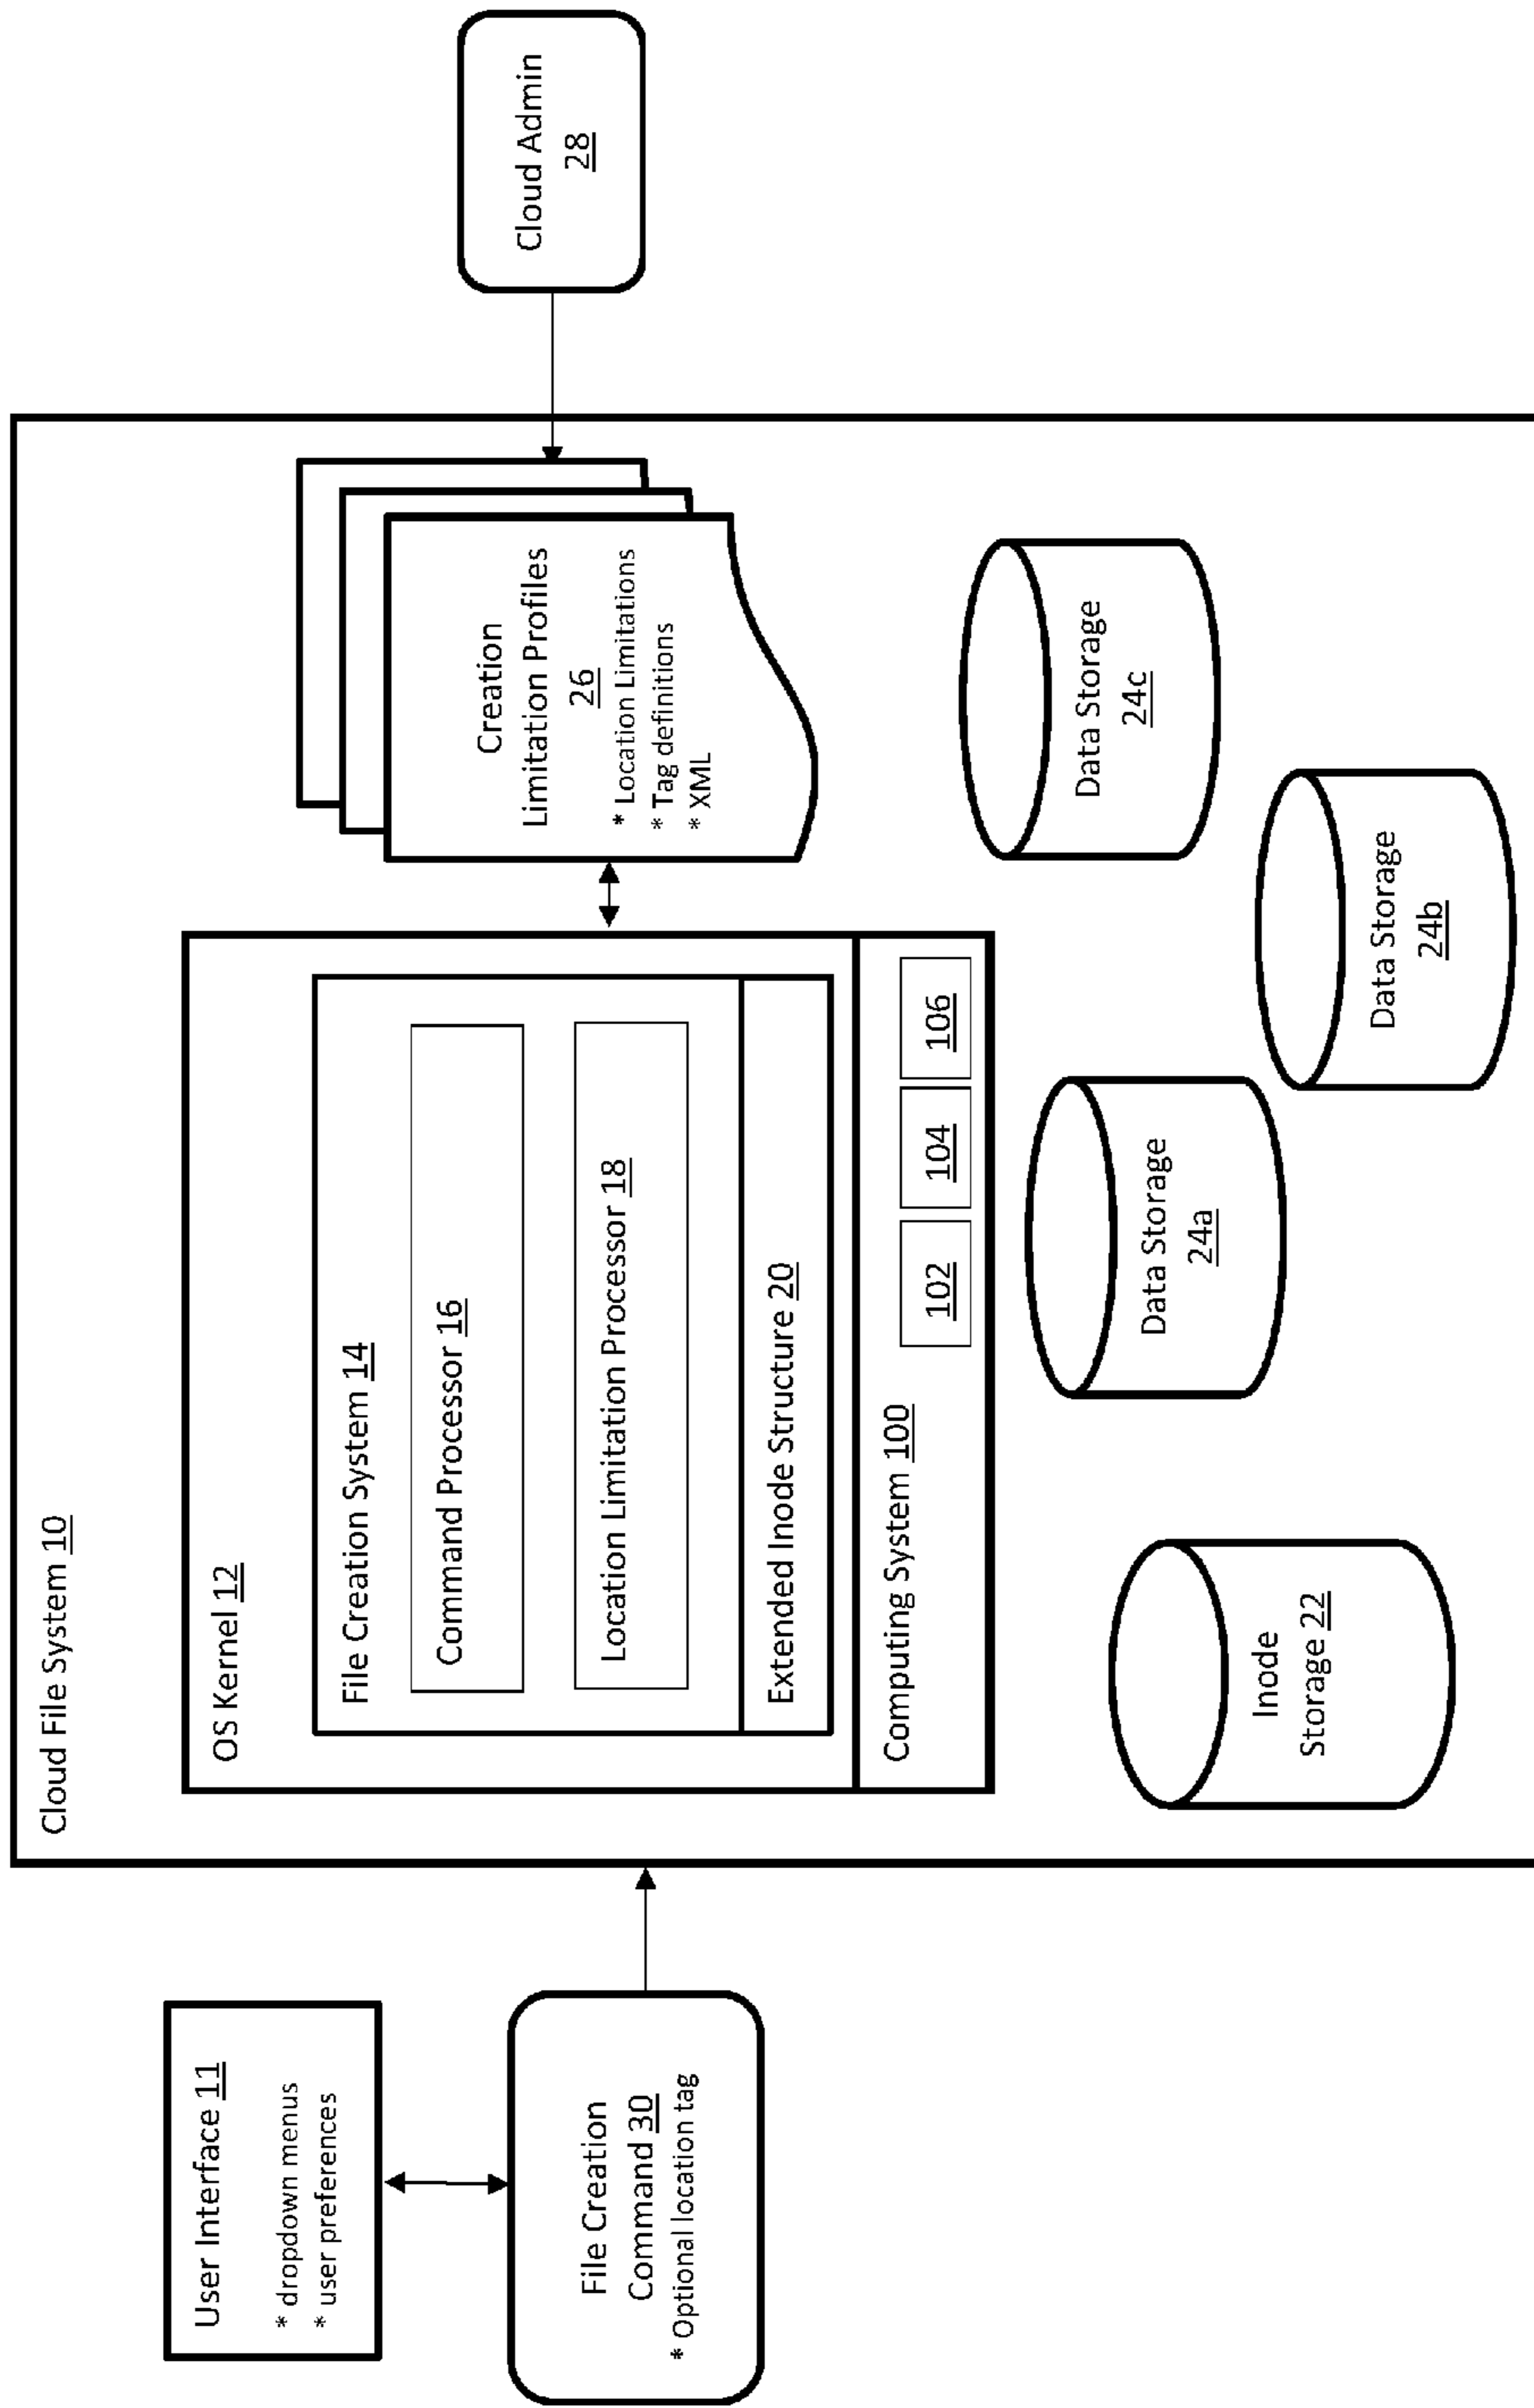 Cloud File System 10
User Interface 11
* dropdown menus
* user preferences
File Creation
Command 30
* Optional location tag
OS Kernel 12
File Creation System 14
Command Processor 16
Location Limitation Processor 18
Extended Inode Structure 20
Computing System 100
102
104
106
Creation
Limitation Profiles
26
* Location Limitations
* Tag definitions
* XML
Cloud Admin
28
Inode
Storage 22
Data Storage
24a
Data Storage
24b
Data Storage
24c